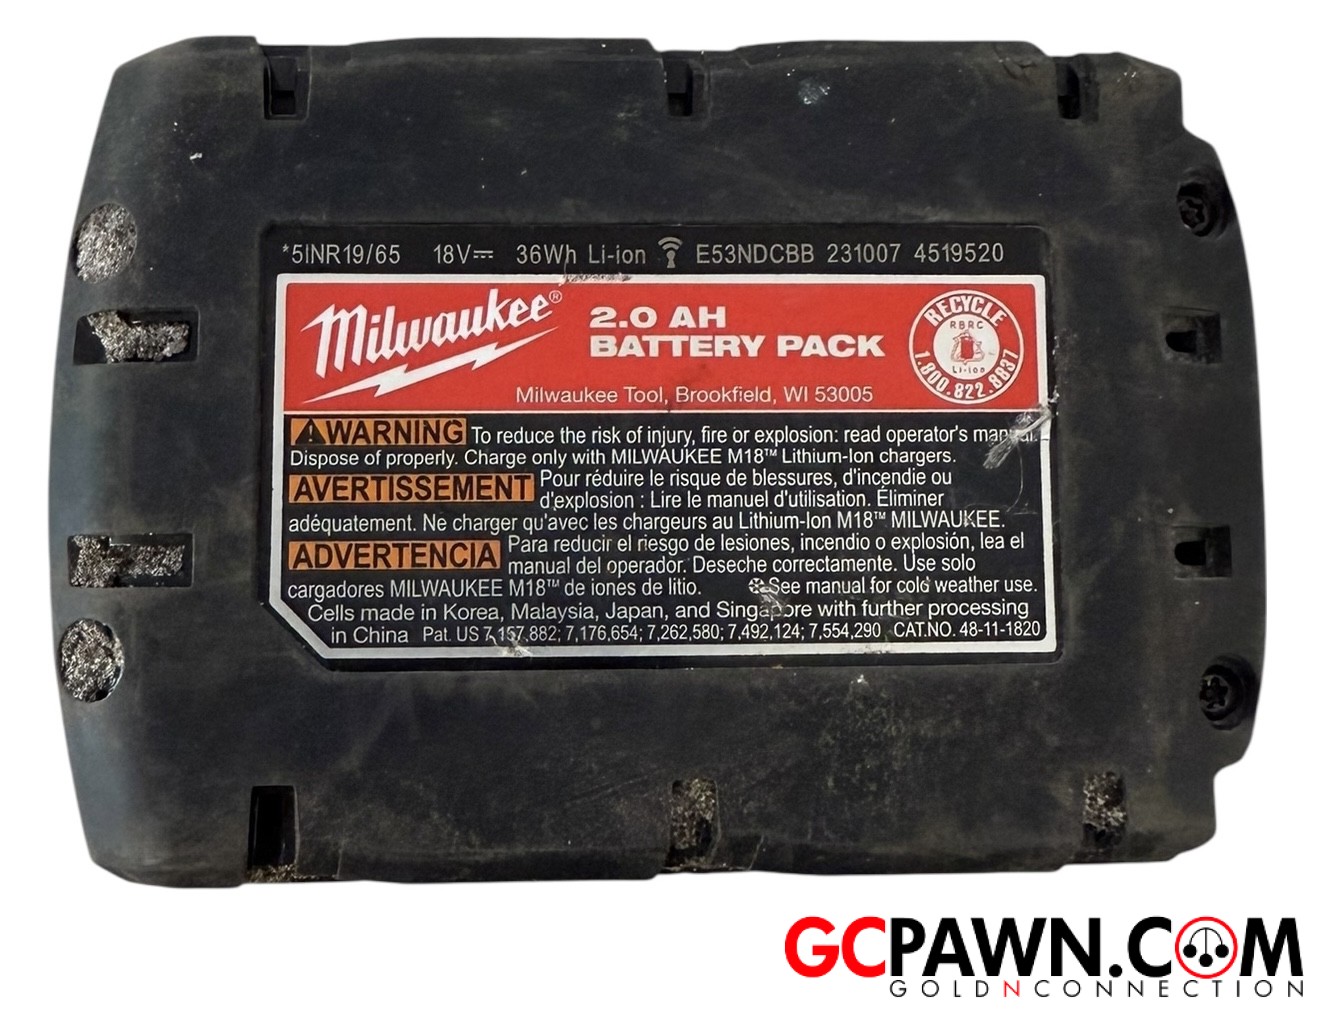 *5INR19/65 18V⎓ 36Wh Li-ion E53NDCBB 231007 4519520
Milwaukee®
2.0 AH
BATTERY PACK
Milwaukee Tool, Brookfield, WI 53005
RECYCLE
RBRC
Li-ion
1.800.822.8837
WARNING To reduce the risk of injury, fire or explosion: read operator's manual.
Dispose of properly. Charge only with MILWAUKEE M18™ Lithium-Ion chargers.
AVERTISSEMENT Pour réduire le risque de blessures, d'incendie ou
d'explosion : Lire le manuel d'utilisation. Éliminer
adéquatement. Ne charger qu'avec les chargeurs au Lithium-Ion M18™ MILWAUKEE.
ADVERTENCIA Para reducir el riesgo de lesiones, incendio o explosión, lea el
manual del operador. Deseche correctamente. Use solo
cargadores MILWAUKEE M18™ de iones de litio. See manual for cold weather use.
Cells made in Korea, Malaysia, Japan, and Singapore with further processing
in China Pat. US 7,157,882; 7,176,654; 7,262,580; 7,492,124; 7,554,290 CAT.NO. 48-11-1820
GCPAWN.COM
GOLDNCONNECTION